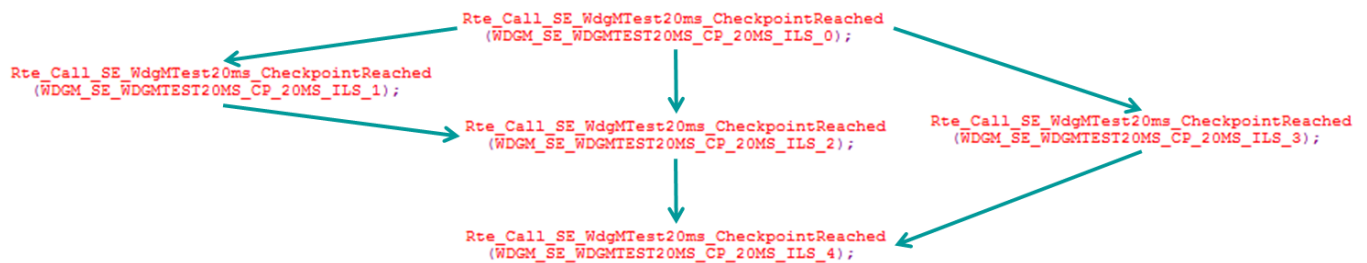 Rte_Call_SE_WdgMTest20ms_CheckpointReached
(WDGM_SE_WDGMTEST20MS_CP_20MS_ILS_0);
Rte_Call_SE_WdgMTest20ms_CheckpointReached
(WDGM_SE_WDGMTEST20MS_CP_20MS_ILS_1);
Rte_Call_SE_WdgMTest20ms_CheckpointReached
(WDGM_SE_WDGMTEST20MS_CP_20MS_ILS_2);
Rte_Call_SE_WdgMTest20ms_CheckpointReached
(WDGM_SE_WDGMTEST20MS_CP_20MS_ILS_3);
Rte_Call_SE_WdgMTest20ms_CheckpointReached
(WDGM_SE_WDGMTEST20MS_CP_20MS_ILS_4);